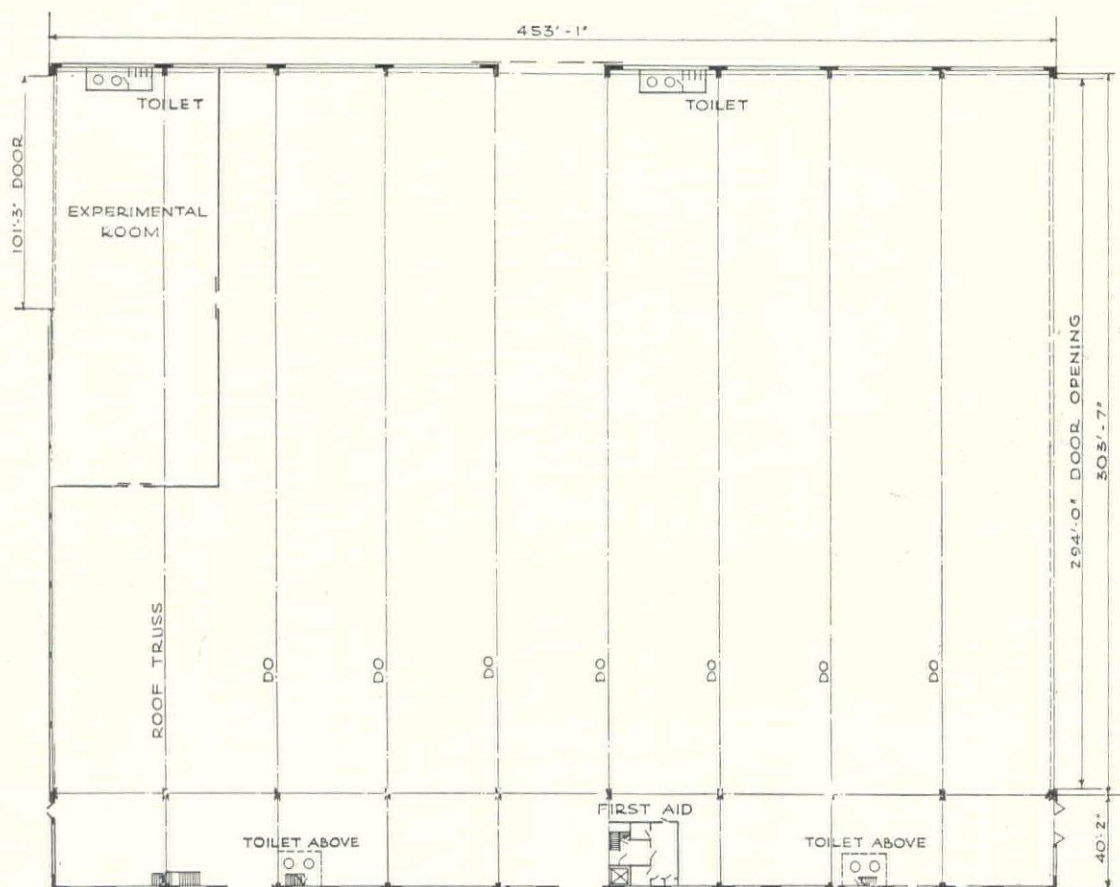 453'-1"
TOILET
TOILET
101'-3" DOOR
EXPERIMENTAL
ROOM
294'-0" DOOR OPENING
303'-7"
ROOF TRUSS
DO
DO
DO
DO
DO
DO
DO
FIRST AID
TOILET ABOVE
TOILET ABOVE
40'-2"